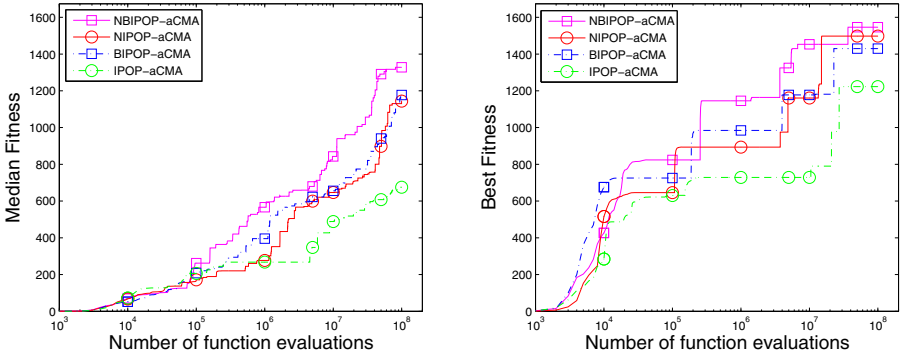 1600
1400
1200
1000
800
600
400
200
0
Median Fitness
NBIPOP−aCMA
NIPOP−aCMA
BIPOP−aCMA
IPOP−aCMA
10^3 10^4 10^5 10^6 10^7 10^8
Number of function evaluations
1600
1400
1200
1000
800
600
400
200
0
Best Fitness
NBIPOP−aCMA
NIPOP−aCMA
BIPOP−aCMA
IPOP−aCMA
10^3 10^4 10^5 10^6 10^7 10^8
Number of function evaluations